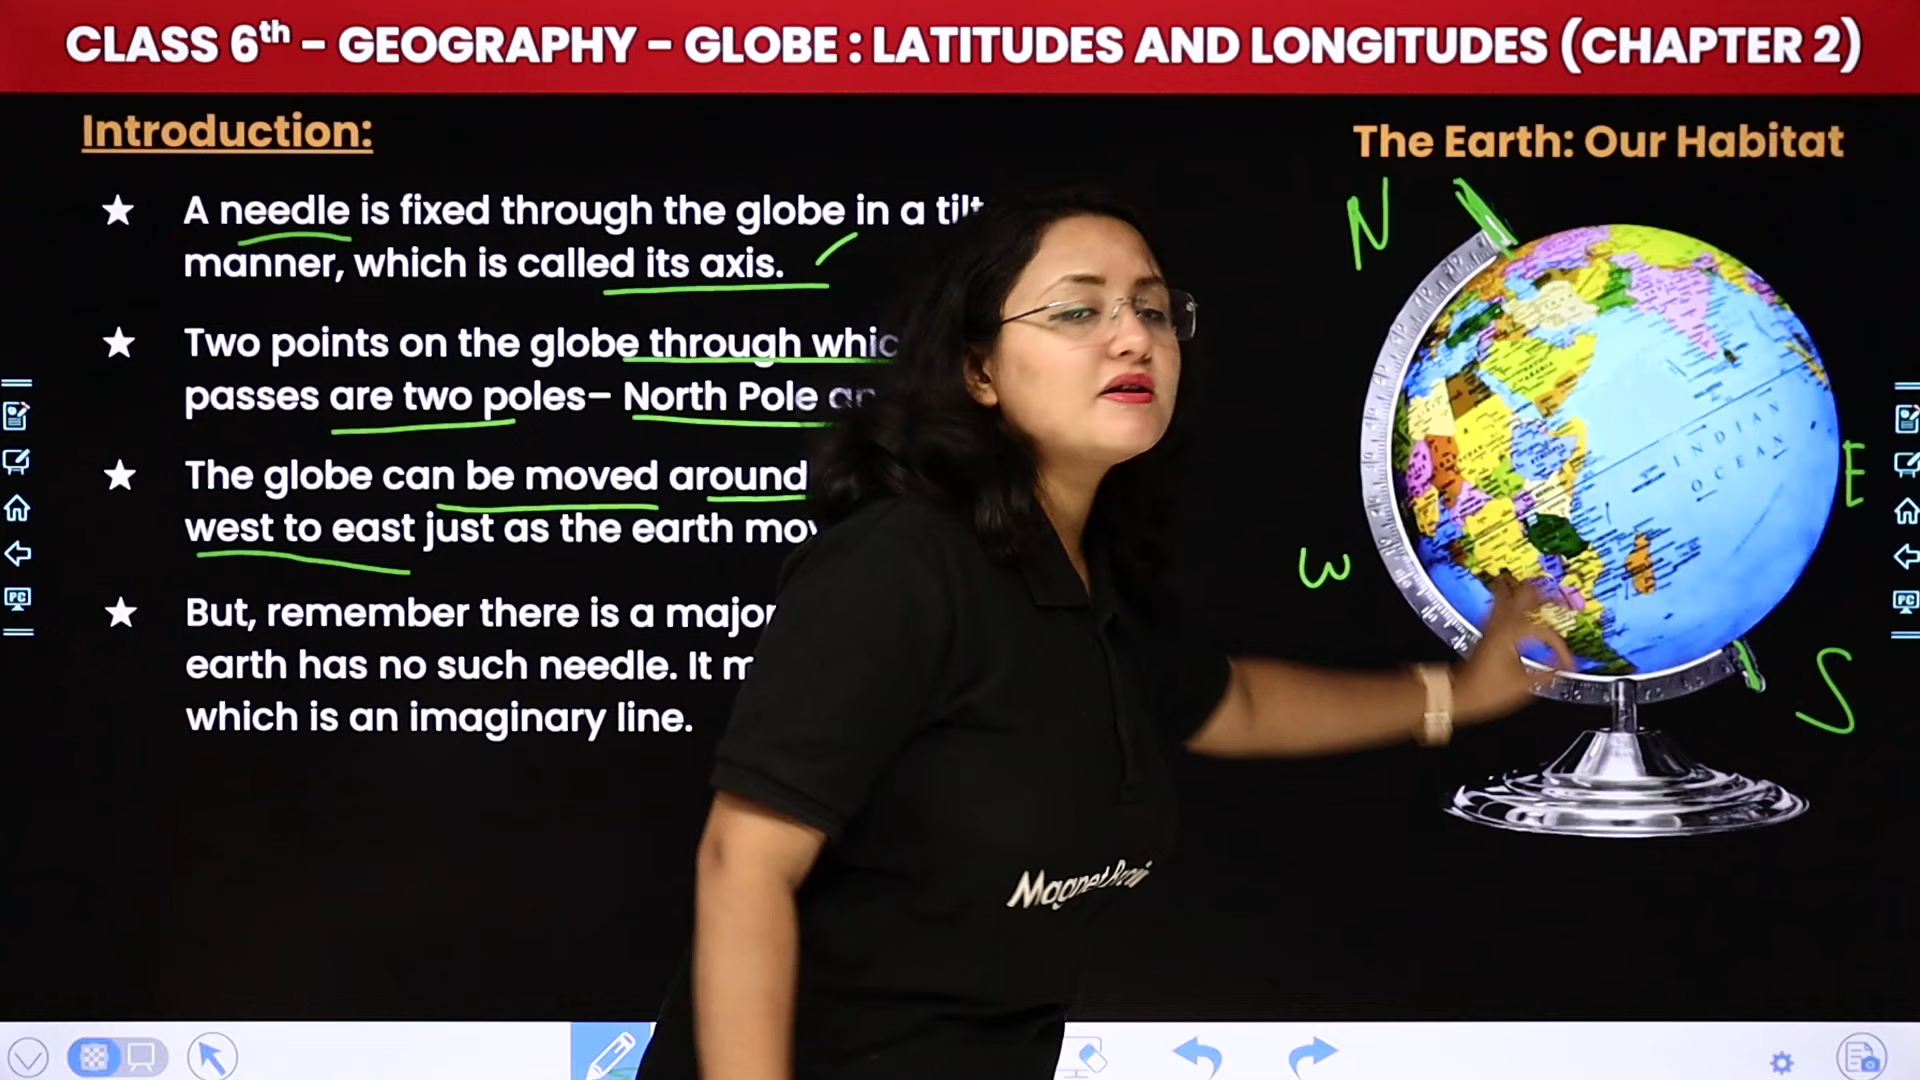 CLASS 6th – GEOGRAPHY – GLOBE : LATITUDES AND LONGITUDES (CHAPTER 2)
Introduction:
The Earth: Our Habitat
★ A needle is fixed through the globe in a
manner, which is called its axis.
★ Two points on the globe through
passes are two poles– North Pole
★ The globe can be moved around
west to east just as the earth
★ But, remember there is a major
earth has no such needle. It
which is an imaginary line.
N
E
W
S
INDIAN
OCEAN
Magnet
PC
PC